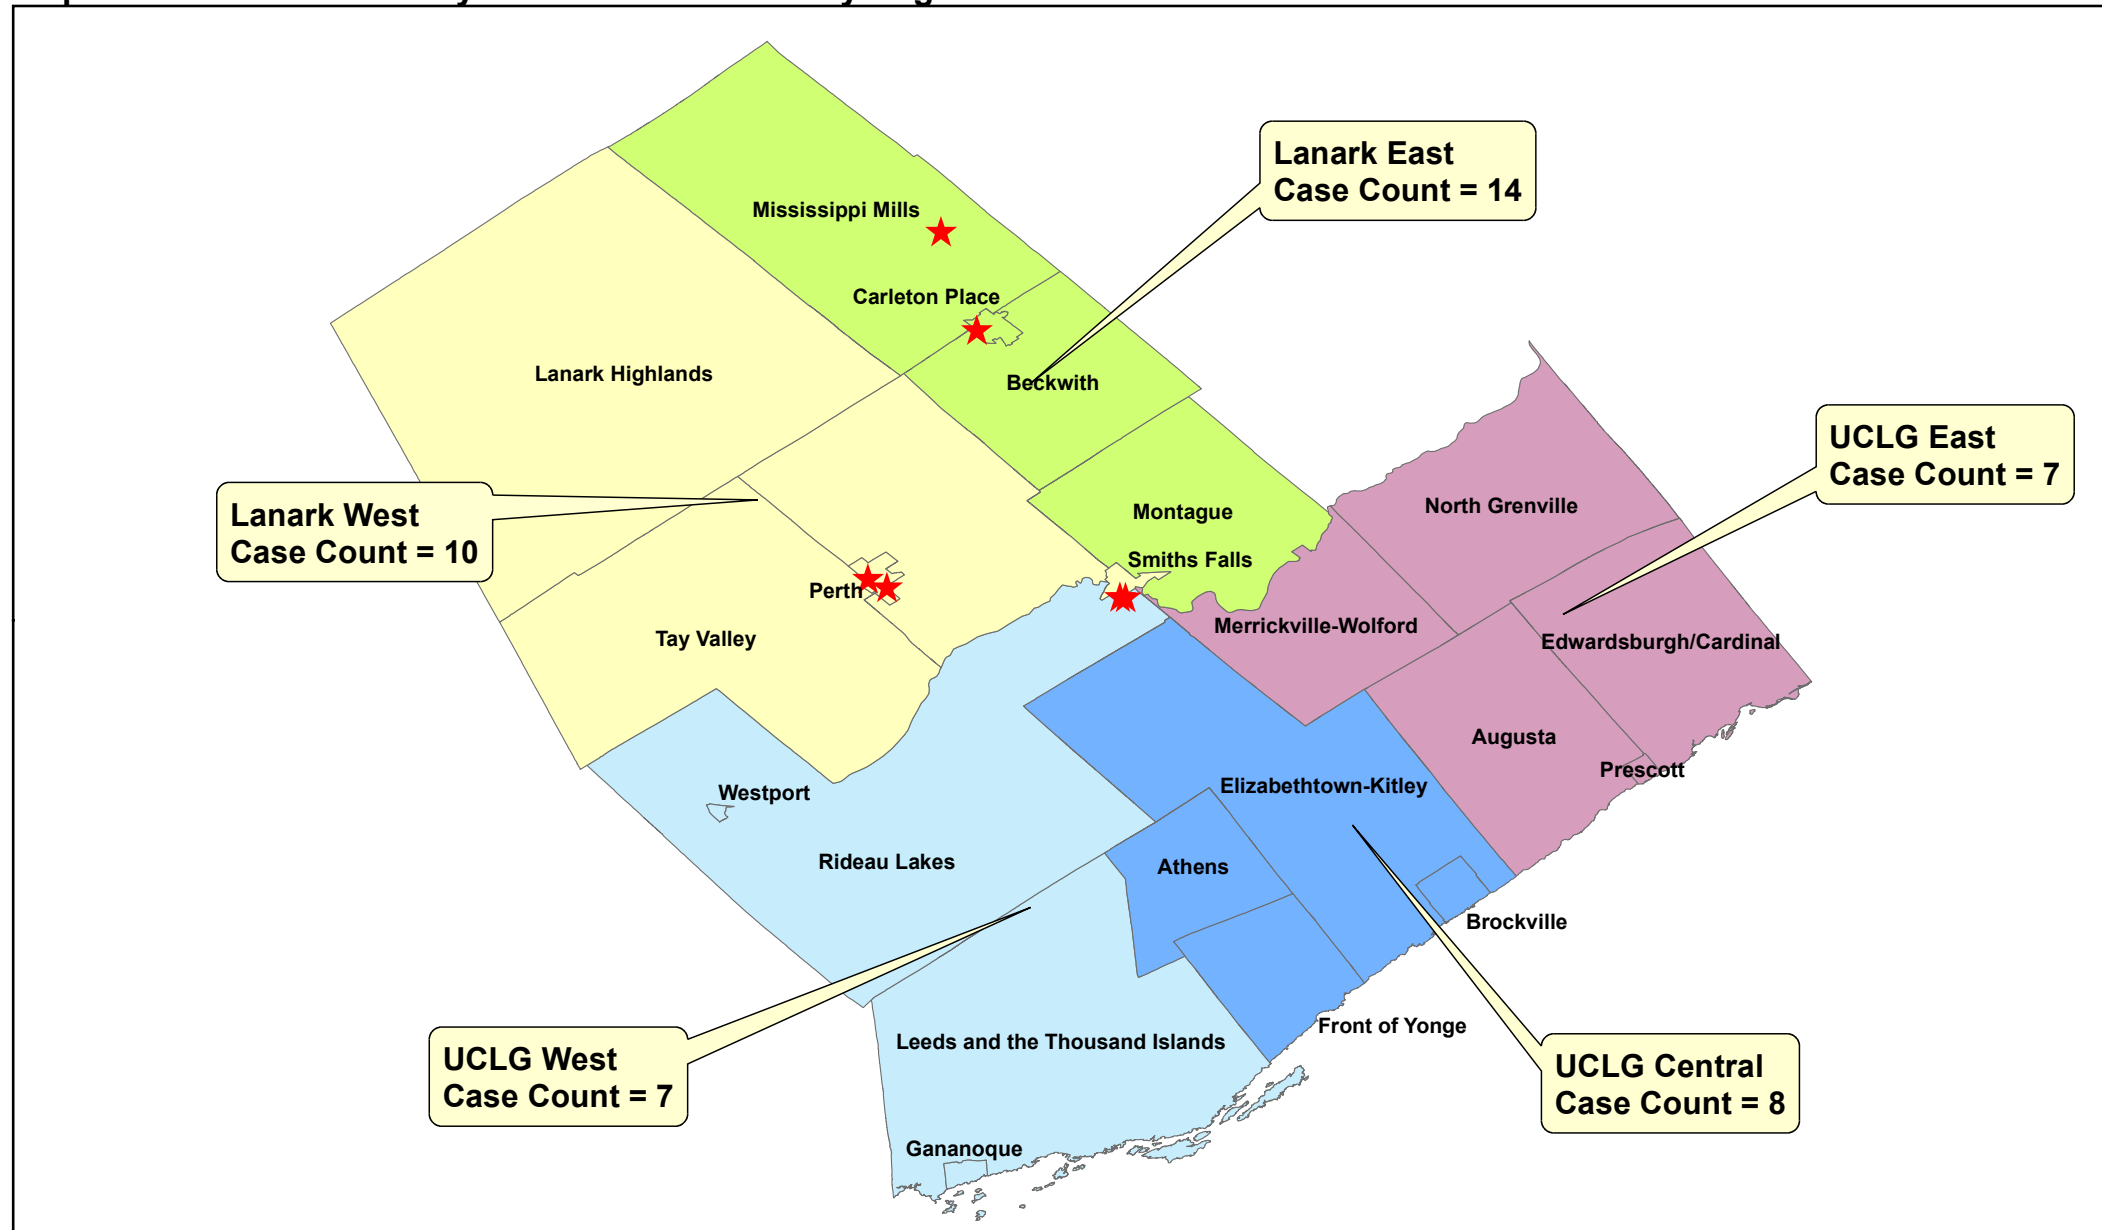 Lanark East
Case Count = 14
Mississippi Mills
Carleton Place
Lanark Highlands
Beckwith
UCLG East
Case Count = 7
Lanark West
Case Count = 10
North Grenville
Montague
Smiths Falls
Perth
Tay Valley
Merrickville-Wolford
Edwardsburgh/Cardinal
Augusta
Prescott
Westport
Elizabethtown-Kitley
Rideau Lakes
Athens
Brockville
Front of Yonge
Leeds and the Thousand Islands
UCLG West
Case Count = 7
UCLG Central
Case Count = 8
Gananoque